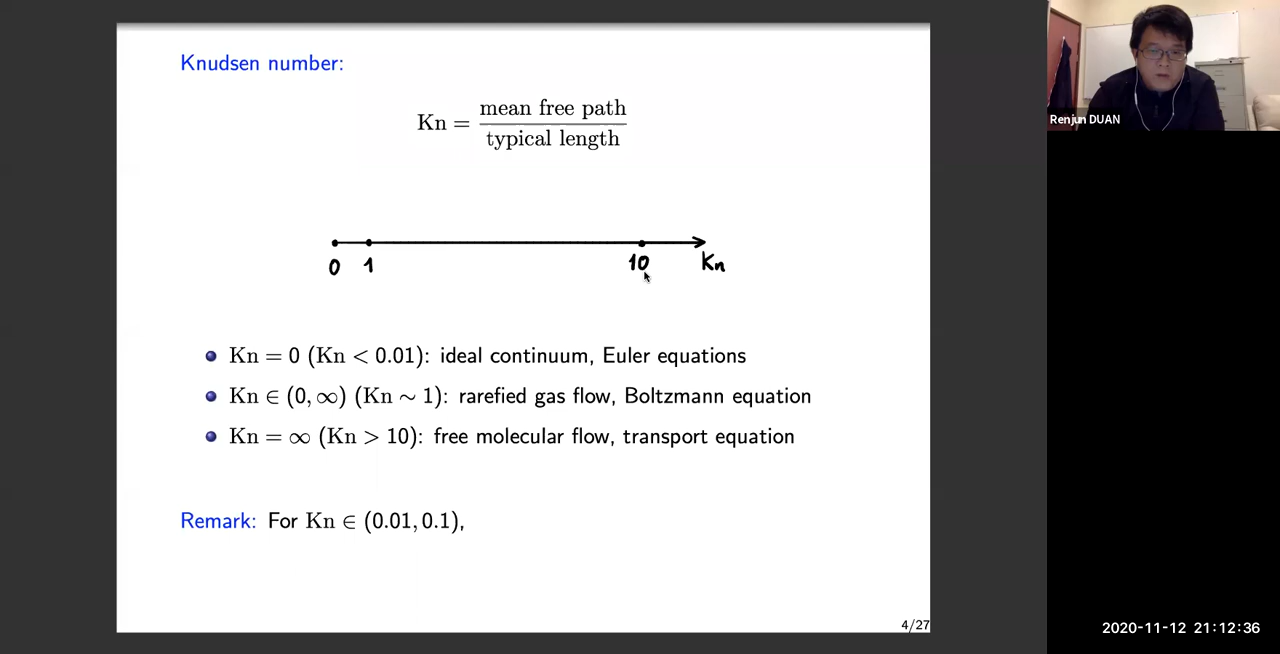 Knudsen number:
Kn = mean free path / typical length
0 1 10 Kn
Kn = 0 (Kn < 0.01): ideal continuum, Euler equations
Kn ∈ (0, ∞) (Kn ∼ 1): rarefied gas flow, Boltzmann equation
Kn = ∞ (Kn > 10): free molecular flow, transport equation
Remark: For Kn ∈ (0.01, 0.1),
4/27
Renjun DUAN
2020-11-12 21:12:36